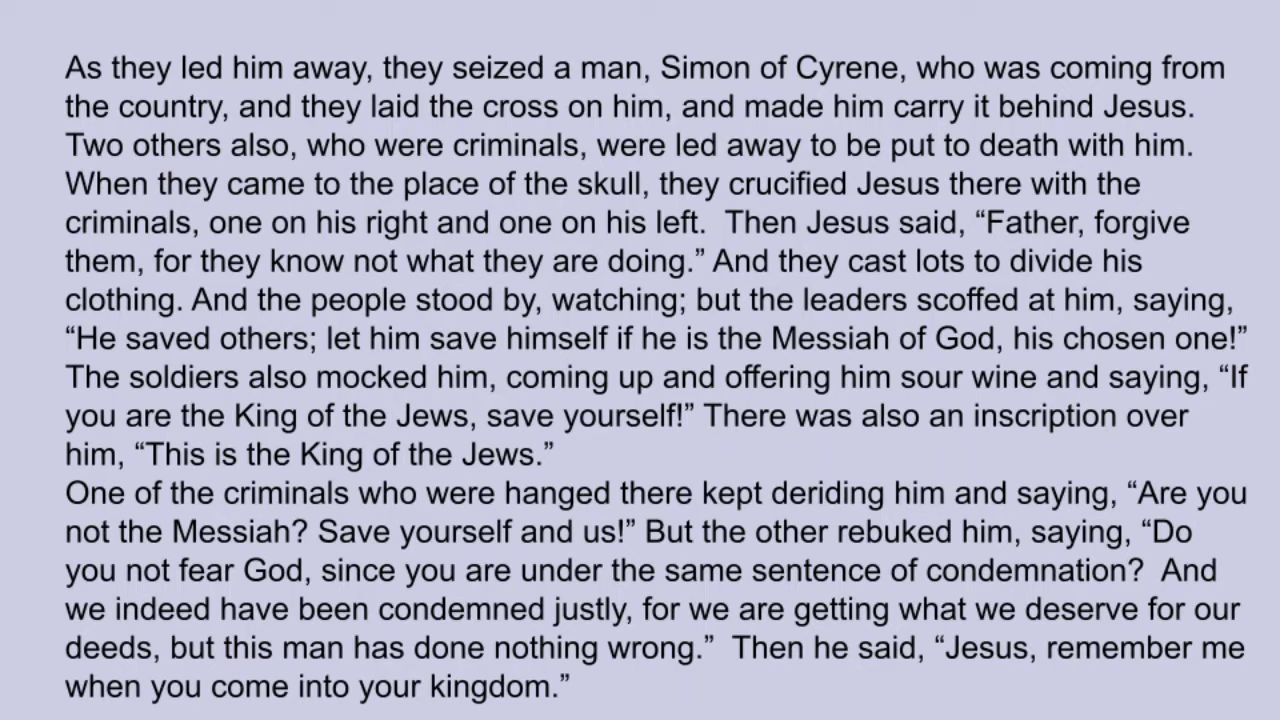 As they led him away, they seized a man, Simon of Cyrene, who was coming from
the country, and they laid the cross on him, and made him carry it behind Jesus.
Two others also, who were criminals, were led away to be put to death with him.
When they came to the place of the skull, they crucified Jesus there with the
criminals, one on his right and one on his left.  Then Jesus said, “Father, forgive
them, for they know not what they are doing.” And they cast lots to divide his
clothing. And the people stood by, watching; but the leaders scoffed at him, saying,
“He saved others; let him save himself if he is the Messiah of God, his chosen one!”
The soldiers also mocked him, coming up and offering him sour wine and saying, “If
you are the King of the Jews, save yourself!” There was also an inscription over
him, “This is the King of the Jews.”
One of the criminals who were hanged there kept deriding him and saying, “Are you
not the Messiah? Save yourself and us!” But the other rebuked him, saying, “Do
you not fear God, since you are under the same sentence of condemnation?  And
we indeed have been condemned justly, for we are getting what we deserve for our
deeds, but this man has done nothing wrong.”  Then he said, “Jesus, remember me
when you come into your kingdom.”